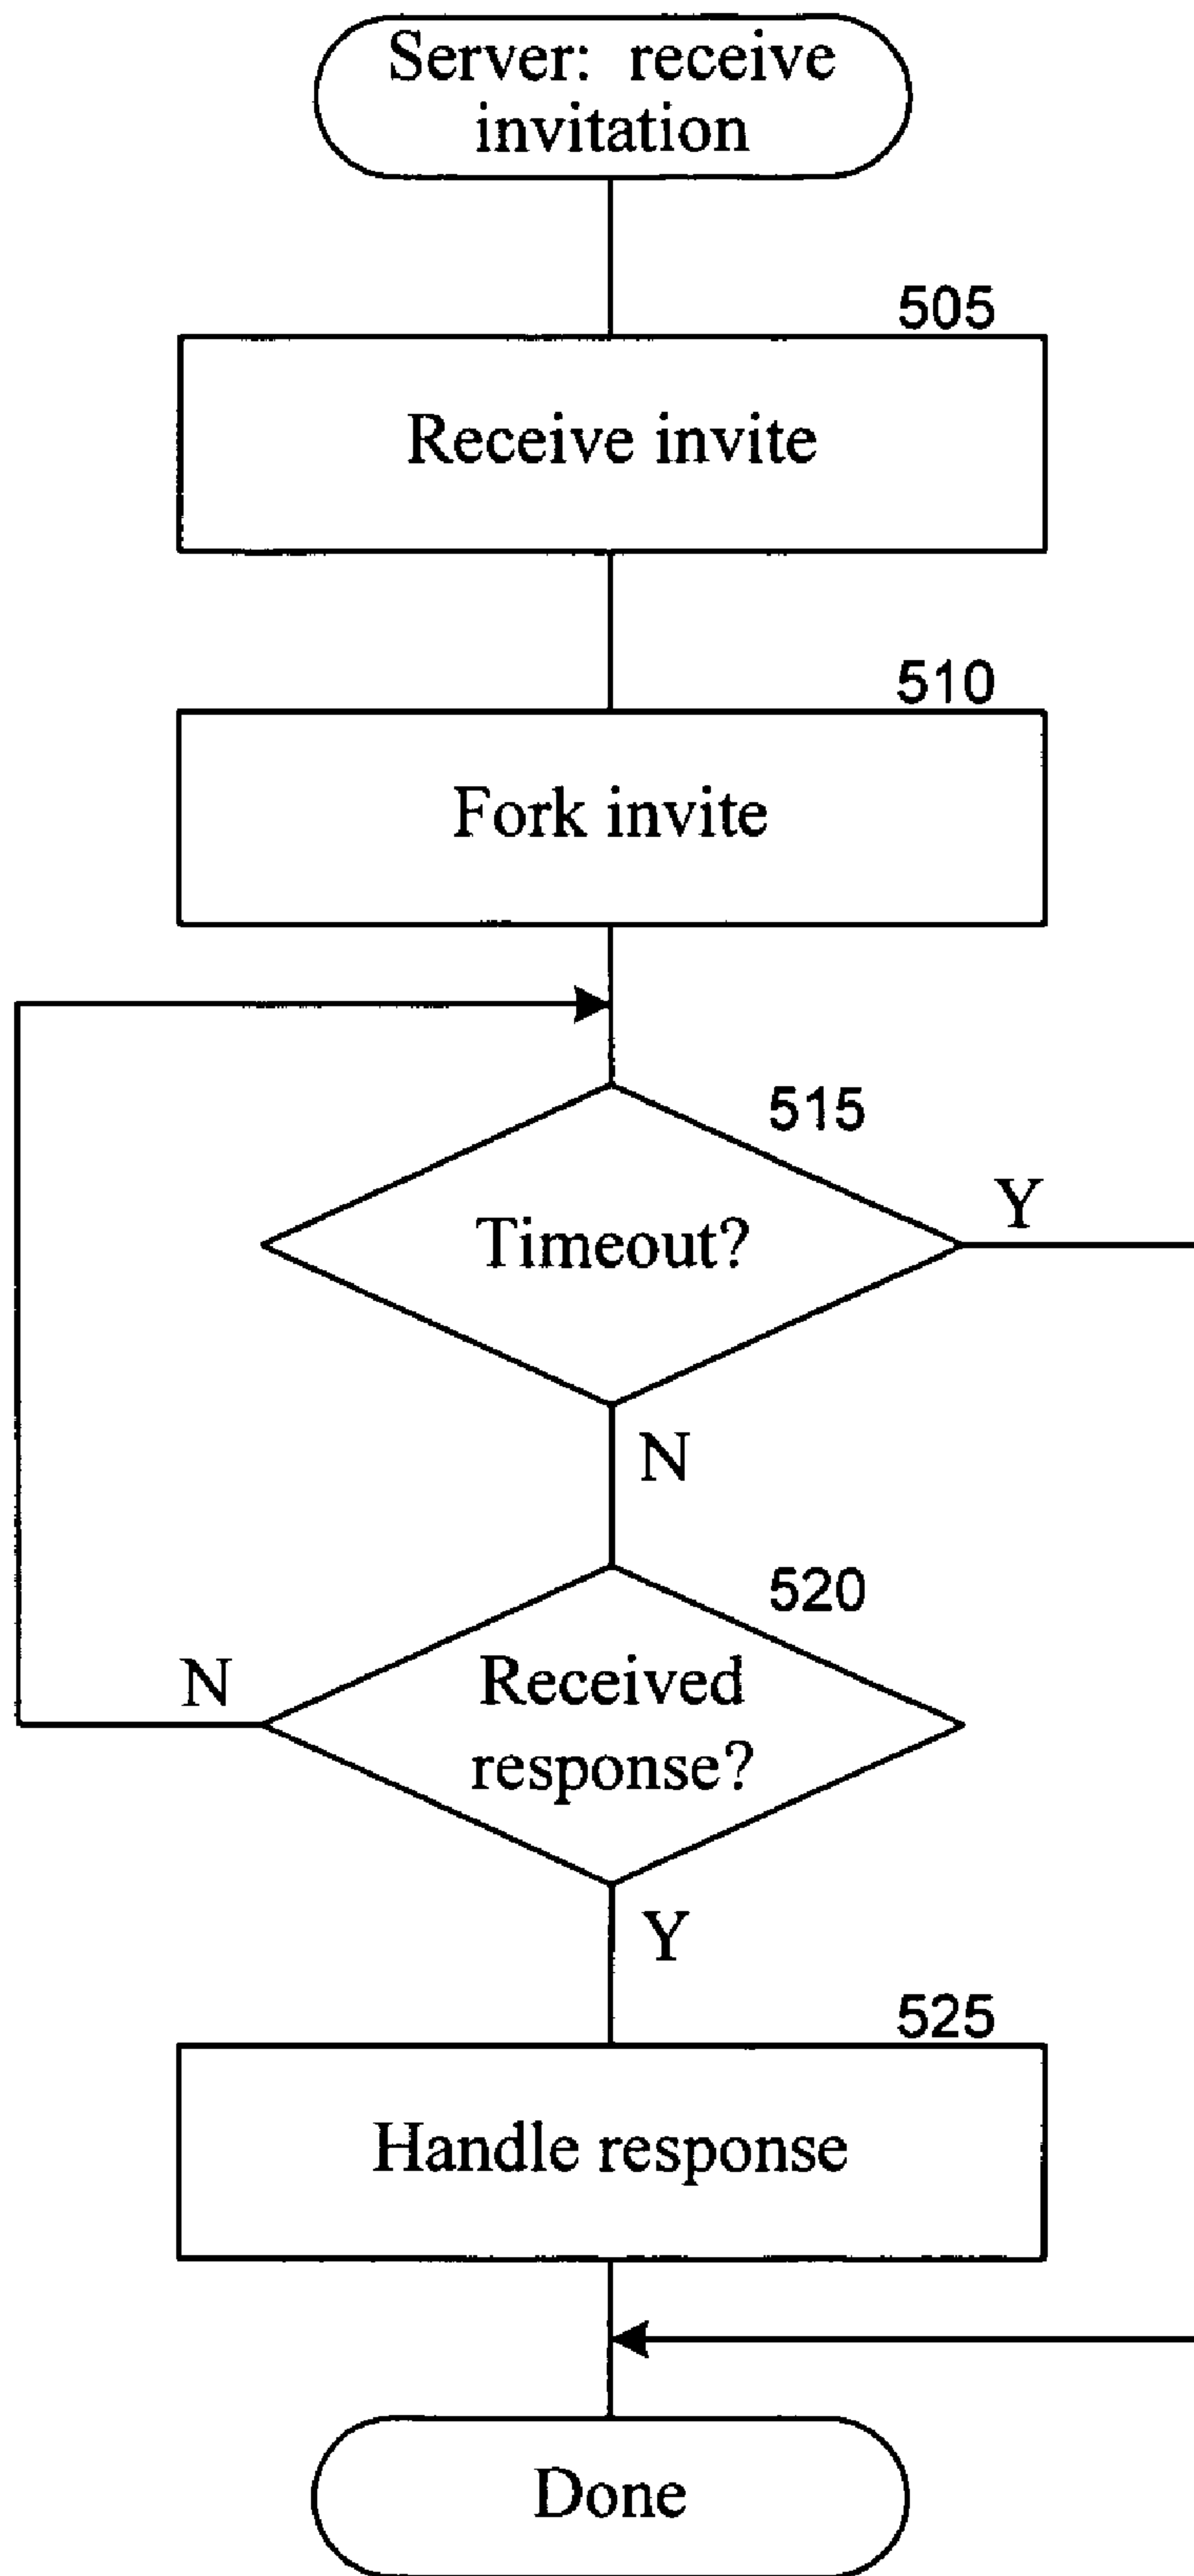 Server: receive
invitation
505
Receive invite
510
Fork invite
515
Timeout?
Y
N
520
N
Received
response?
Y
525
Handle response
Done